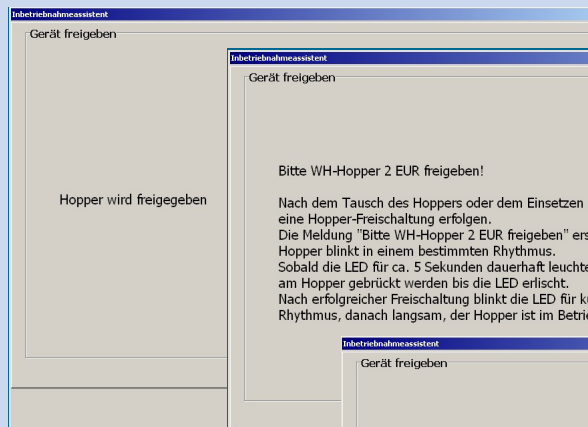 Inbetriebnahmeassistent
Gerät freigeben
Hopper wird freigegeben
Inbetriebnahmeassistent
Gerät freigeben
Bitte WH-Hopper 2 EUR freigeben!
Nach dem Tausch des Hoppers oder dem Einsetzen
eine Hopper-Freischaltung erfolgen.
Die Meldung "Bitte WH-Hopper 2 EUR freigeben"
Hopper blinkt in einem bestimmten Rhythmus.
Sobald die LED für ca. 5 Sekunden dauerhaft
am Hopper gebrückt werden bis die LED erlischt.
Nach erfolgreicher Freischaltung blinkt die LED für
Rhythmus, danach langsam, der Hopper ist im
Inbetriebnahmeassistent
Gerät freigeben